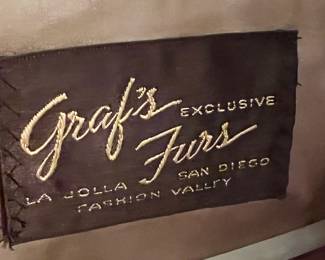 Graf's EXCLUSIVE
Furs
LA JOLLA SAN DIEGO
FASHION VALLEY